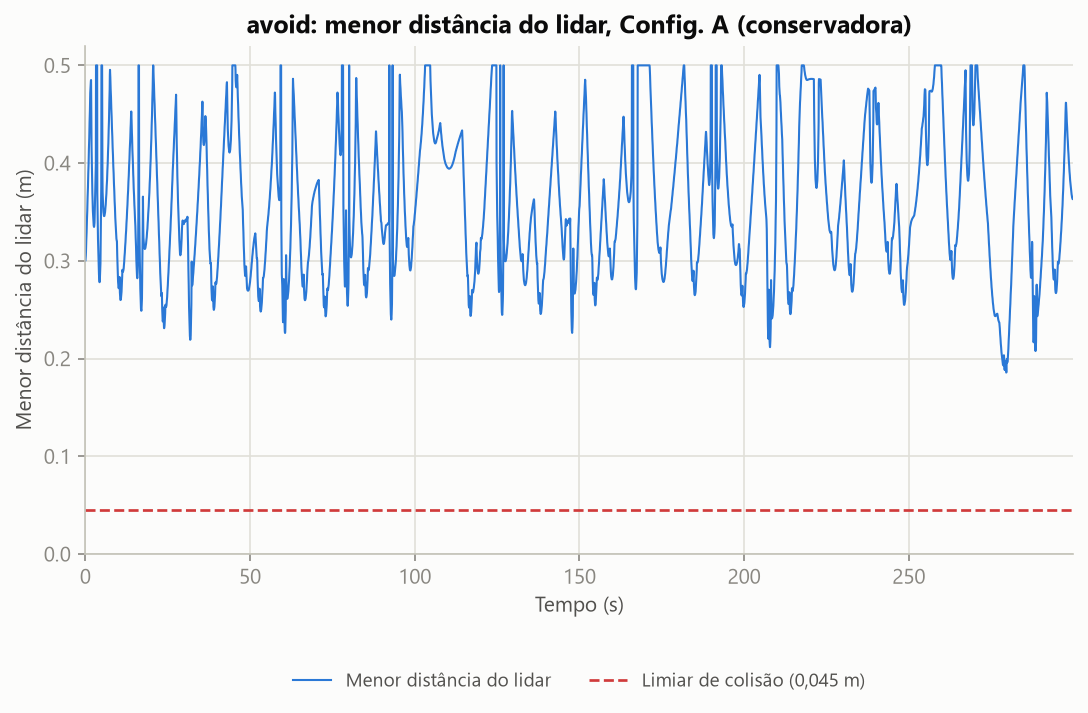 avoid: menor distância do lidar, Config. A (conservadora)
Menor distância do lidar (m)
0.5
0.4
0.3
0.2
0.1
0.0
0 50 100 150 200 250
Tempo (s)
Menor distância do lidar Limiar de colisão (0,045 m)